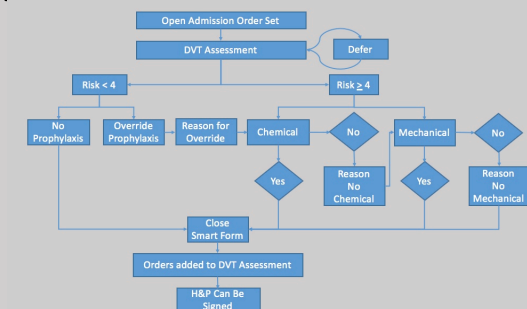 Open Admission Order Set
DVT Assessment
Defer
Risk < 4
Risk ≥ 4
No
Prophylaxis
Override
Prophylaxis
Reason for
Override
Chemical
No
Mechanical
No
Yes
Reason
No
Chemical
Yes
Reason
No
Mechanical
Close
Smart Form
Orders added to DVT Assessment
H&P Can Be
Signed